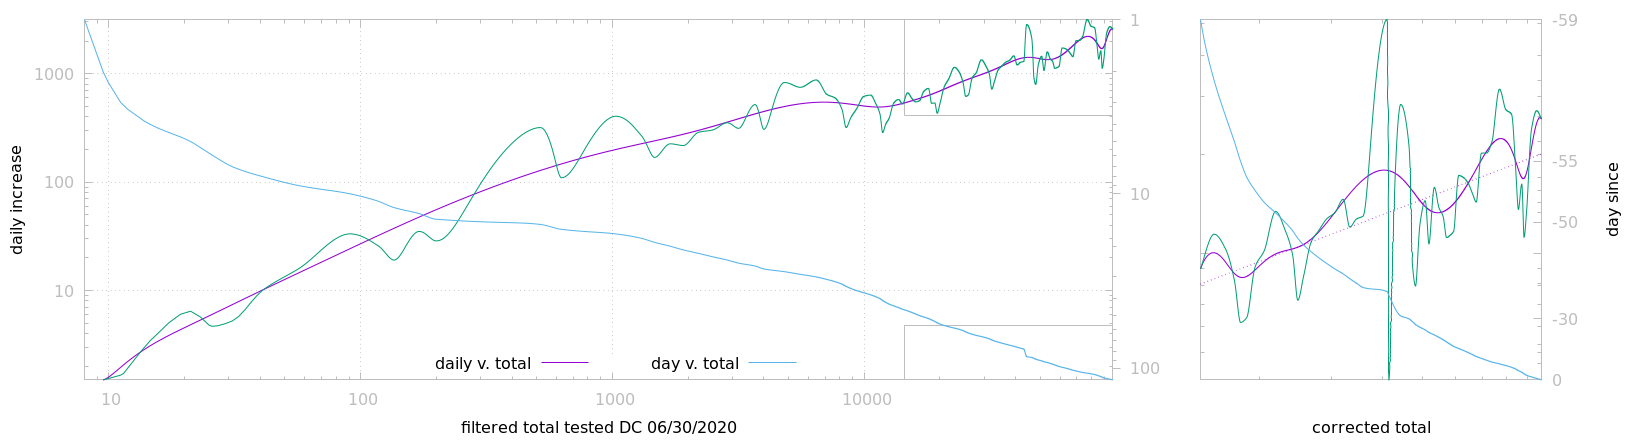 1
-59
1000
daily increase
100
10
10
-55
-50
-30
day since
daily v. total
day v. total
100
0
10
100
1000
10000
filtered total tested DC 06/30/2020
corrected total